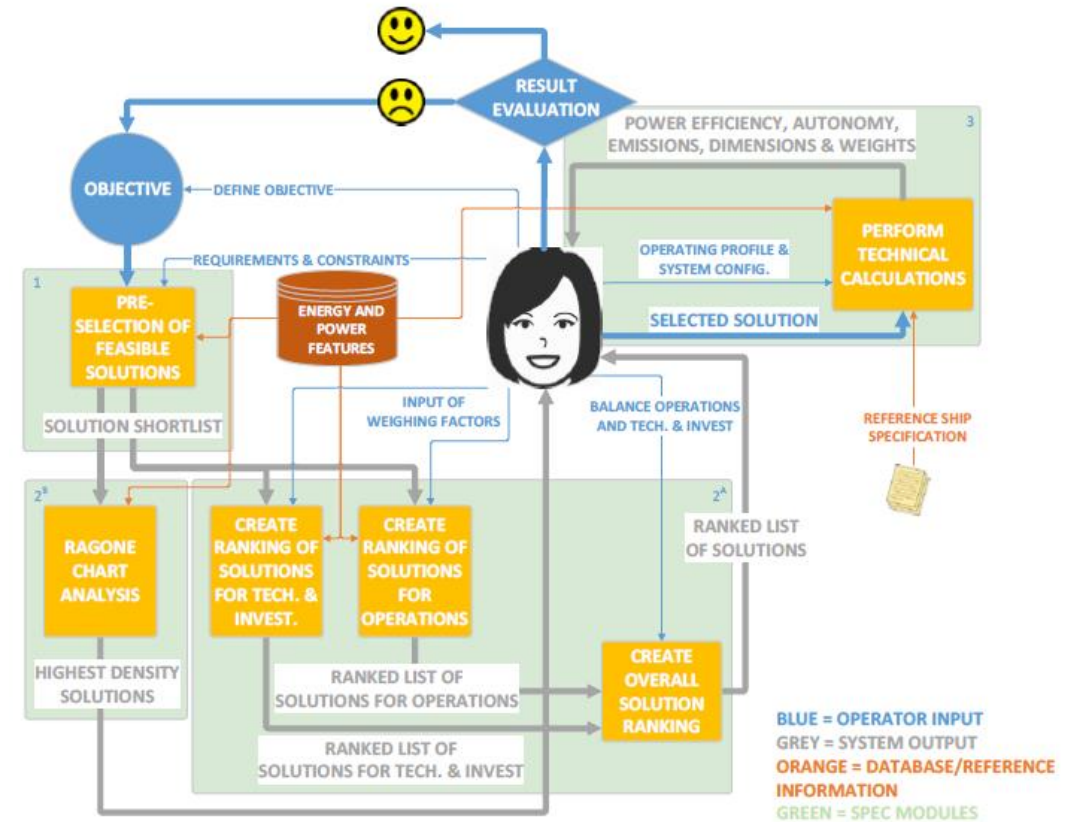 RESULT
EVALUATION
POWER EFFICIENCY, AUTONOMY,
EMISSIONS, DIMENSIONS & WEIGHTS
3
OBJECTIVE
DEFINE OBJECTIVE
PERFORM
TECHNICAL
CALCULATIONS
OPERATING PROFILE &
SYSTEM CONFIG.
REQUIREMENTS & CONSTRAINTS
1
PRE-
SELECTION OF
FEASIBLE
SOLUTIONS
ENERGY AND
POWER
FEATURES
SELECTED SOLUTION
SOLUTION SHORTLIST
INPUT OF
WEIGHING FACTORS
BALANCE OPERATIONS
AND TECH. & INVEST
REFERENCE SHIP
SPECIFICATION
2ᴮ
2ᴬ
RAGONE
CHART
ANALYSIS
CREATE
RANKING OF
SOLUTIONS
FOR TECH. &
INVEST.
CREATE
RANKING OF
SOLUTIONS
FOR
OPERATIONS
RANKED LIST
OF SOLUTIONS
HIGHEST DENSITY
SOLUTIONS
RANKED LIST OF
SOLUTIONS FOR OPERATIONS
CREATE
OVERALL
SOLUTION
RANKING
RANKED LIST OF
SOLUTIONS FOR TECH. & INVEST
BLUE = OPERATOR INPUT
GREY = SYSTEM OUTPUT
ORANGE = DATABASE/REFERENCE
INFORMATION
GREEN = SPEC MODULES